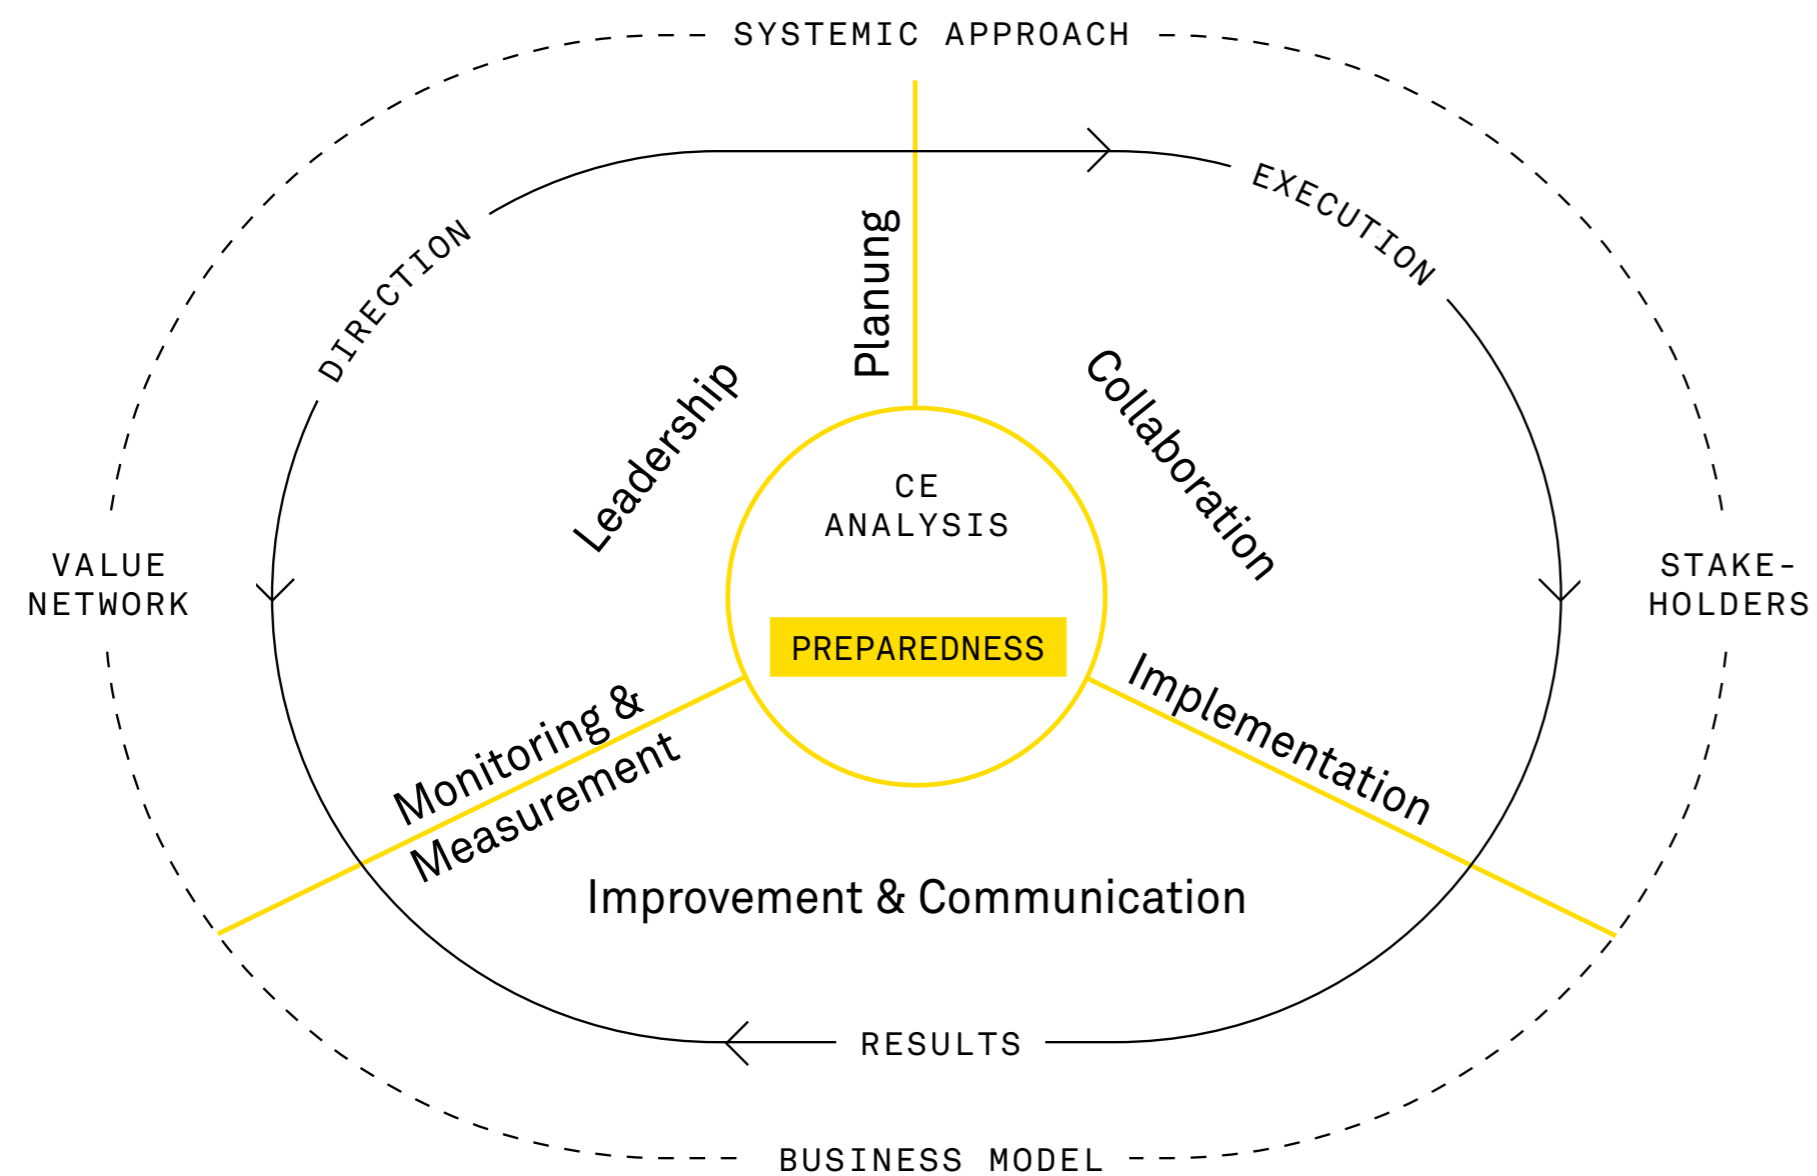 SYSTEMIC APPROACH
DIRECTION
EXECUTION
Planung
Leadership
Collaboration
CE
ANALYSIS
PREPAREDNESS
VALUE
NETWORK
STAKE-
HOLDERS
Monitoring &
Measurement
Implementation
Improvement & Communication
RESULTS
BUSINESS MODEL